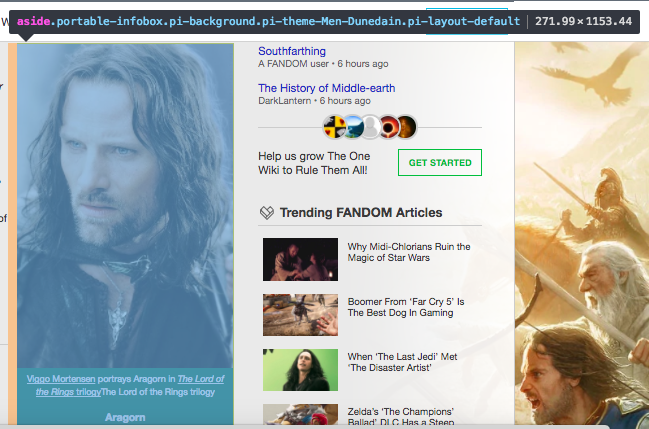 W
aside.portable-infobox.pi-background.pi-theme-Men-Dunedain.pi-layout-default | 271.99×1153.44
Southfarthing
A FANDOM user • 6 hours ago
The History of Middle-earth
DarkLantern • 6 hours ago
Help us grow The One
Wiki to Rule Them All!
GET STARTED
Trending FANDOM Articles
Why Midi-Chlorians Ruin the
Magic of Star Wars
Boomer From ‘Far Cry 5’ Is
The Best Dog In Gaming
When ‘The Last Jedi’ Met
‘The Disaster Artist’
Zelda's ‘The Champions’
Ballad’ DLC Has a Steep
of
Viggo Mortensen portrays Aragorn in The Lord of
the Rings trilogyThe Lord of the Rings trilogy
Aragorn